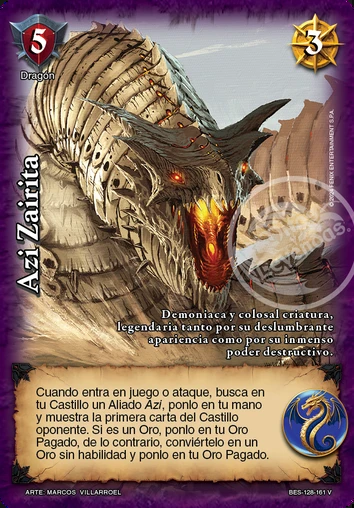 5
3
Dragón
Azi Zairita
© 2023 FENIX ENTERTAINMENT S.P.A.
Demoniaca y colosal criatura,
legendaria tanto por su deslumbrante
apariencia como por su inmenso
poder destructivo.
Cuando entra en juego o ataque, busca en
tu Castillo un Aliado Azi, ponlo en tu mano
y muestra la primera carta del Castillo
oponente. Si es un Oro, ponlo en tu Oro
Pagado, de lo contrario, conviértelo en un
Oro sin habilidad y ponlo en tu Oro Pagado.
ARTE: MARCOS VILLARROEL
BES-128-161 V